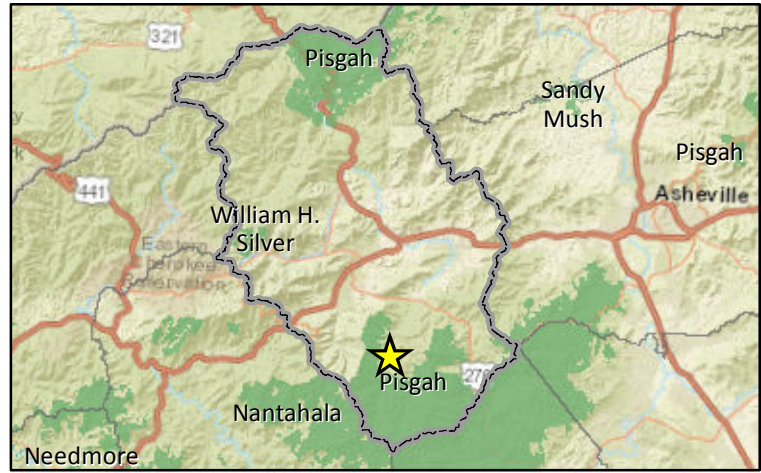 321
Pisgah
Sandy
Mush
Pisgah
441
Asheville
William H.
Silver
Eastern
Cherokee
Reservation
276
Pisgah
Nantahala
Needmore